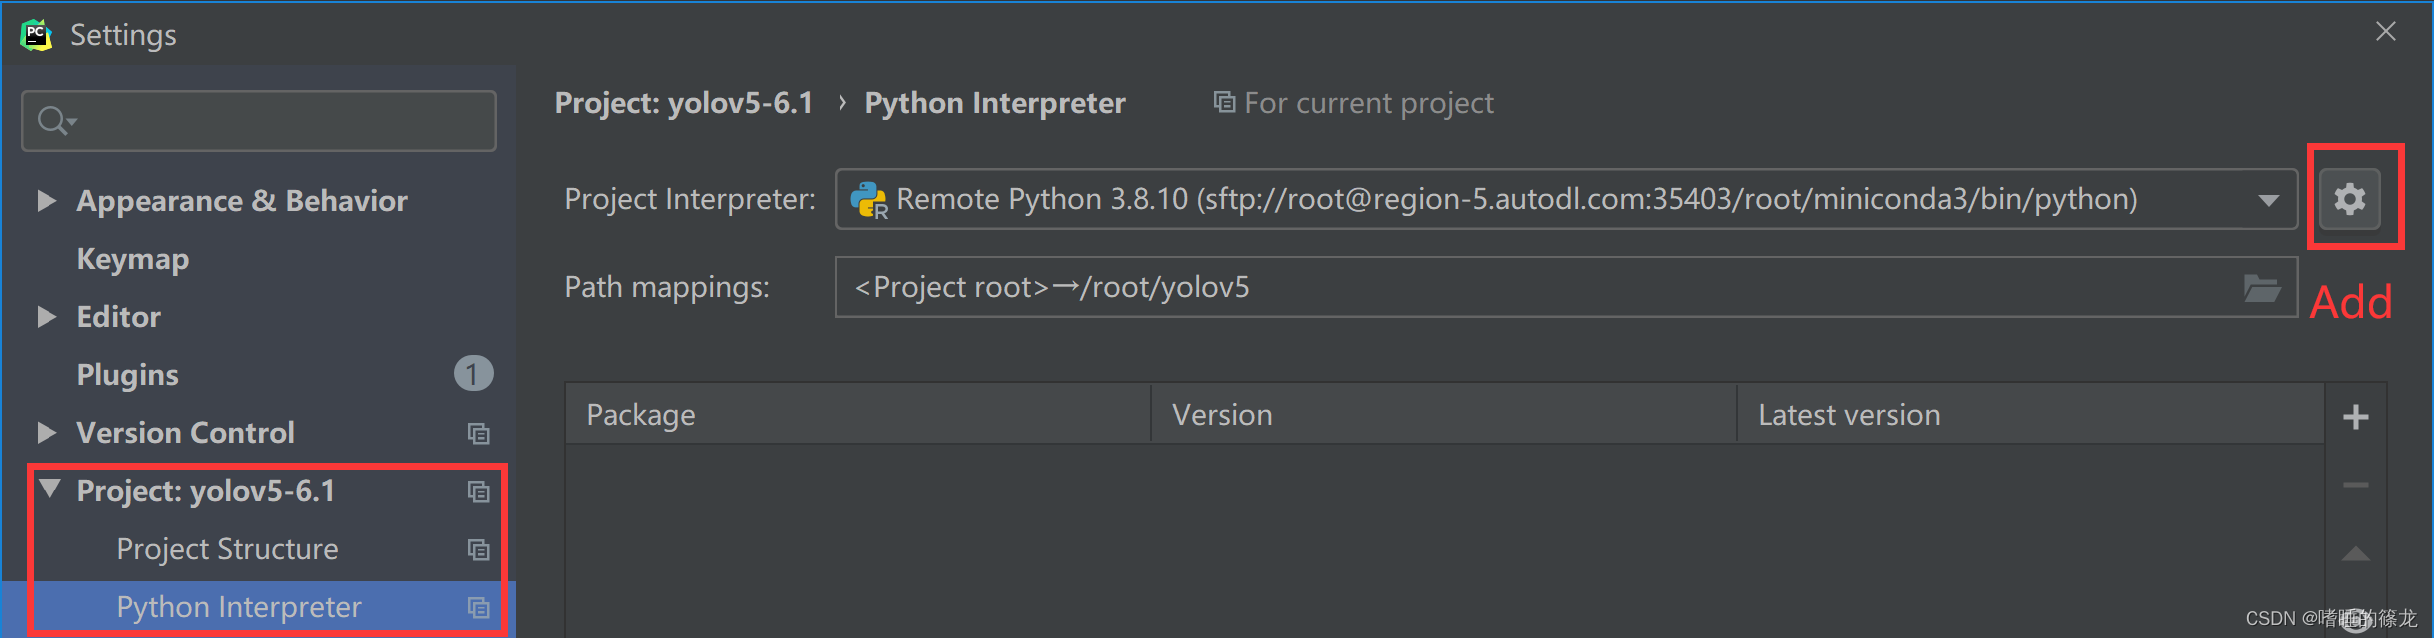 PC
Settings
Project: yolov5-6.1 › Python Interpreter For current project
Appearance & Behavior
Project Interpreter: Remote Python 3.8.10 (sftp://root@region-5.autodl.com:35403/root/miniconda3/bin/python)
Keymap
Path mappings: <Project root>→/root/yolov5
Add
Editor
Plugins 1
Package Version Latest version
Version Control
Project: yolov5-6.1
Project Structure
Python Interpreter
CSDN @嗜睡的篠龙